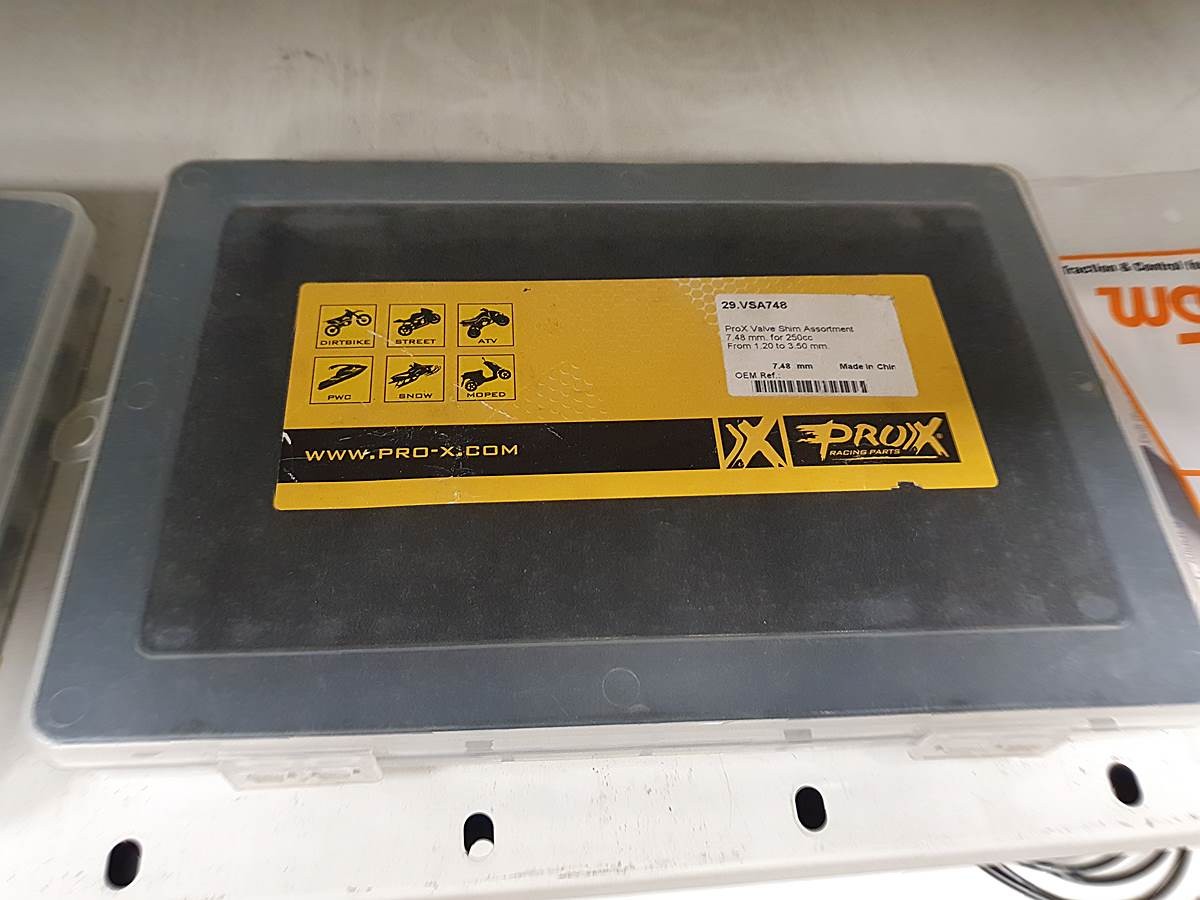 DIRTBIKE
STREET
ATV
PWC
SNOW
MOPED
29.VSA748
ProX Valve Shim Assortment
7.48 mm. for 250cc
From 1.20 to 3.50 mm.
7.48 mm Made in Chin
OEM Ref.:
WWW.PRO-X.COM
X
PROX
RACING PARTS
Traction & Control